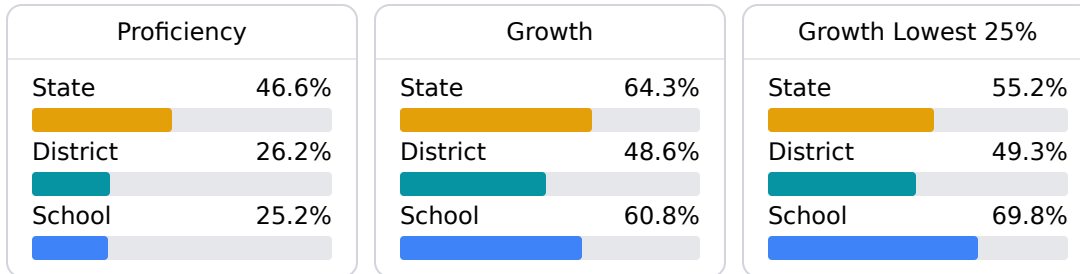 Proficiency
State 46.6%
District 26.2%
School 25.2%
Growth
State 64.3%
District 48.6%
School 60.8%
Growth Lowest 25%
State 55.2%
District 49.3%
School 69.8%